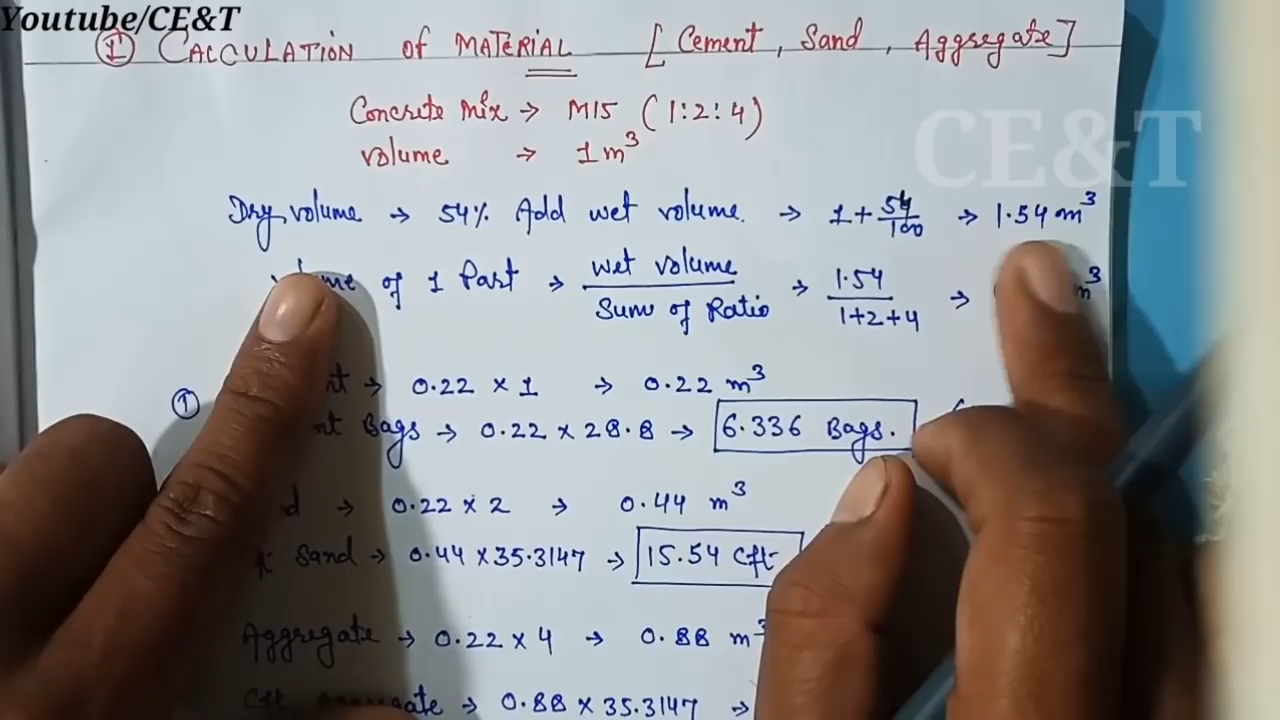 Youtube/CE&T
① CALCULATION of MATERIAL [Cement, Sand, Aggregate]
Concrete Mix → M15 (1:2:4)
CE&T
volume → 1 m³
Dry volume → 54% Add wet volume. → 1 + 54/100 → 1.54 m³
of 1 Part → wet volume / Sum of Ratio → 1.54 / 1+2+4 → m³
① → 0.22 × 1 → 0.22 m³
Bags → 0.22 × 28.8 → 6.336 Bags.
→ 0.22 × 2 → 0.44 m³
Sand → 0.44 × 35.3147 → 15.54 Cft
Aggregate → 0.22 × 4 → 0.88 m³
→ 0.88 × 35.3147 →